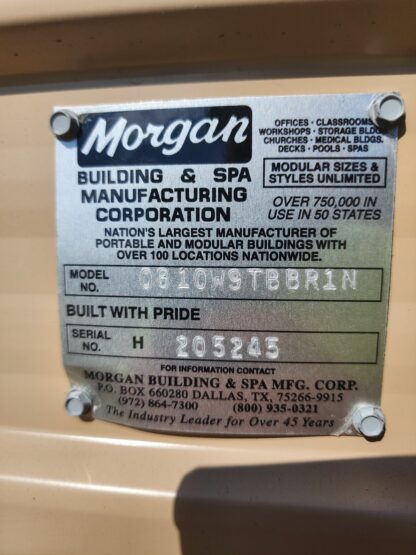 Morgan
BUILDING & SPA
MANUFACTURING
CORPORATION
OFFICES · CLASSROOMS
WORKSHOPS · STORAGE BLDG
CHURCHES · MEDICAL BLDGS.
DECKS · POOLS · SPAS
MODULAR SIZES &
STYLES UNLIMITED
OVER 750,000 IN
USE IN 50 STATES
NATION'S LARGEST MANUFACTURER OF
PORTABLE AND MODULAR BUILDINGS WITH
OVER 100 LOCATIONS NATIONWIDE.
MODEL NO. 0810W9TBBR1N
BUILT WITH PRIDE
SERIAL NO. H 205245
FOR INFORMATION CONTACT
MORGAN BUILDING & SPA MFG. CORP.
P.O. BOX 660280 DALLAS, TX, 75266-9915
(972) 864-7300 (800) 935-0321
The Industry Leader for Over 45 Years